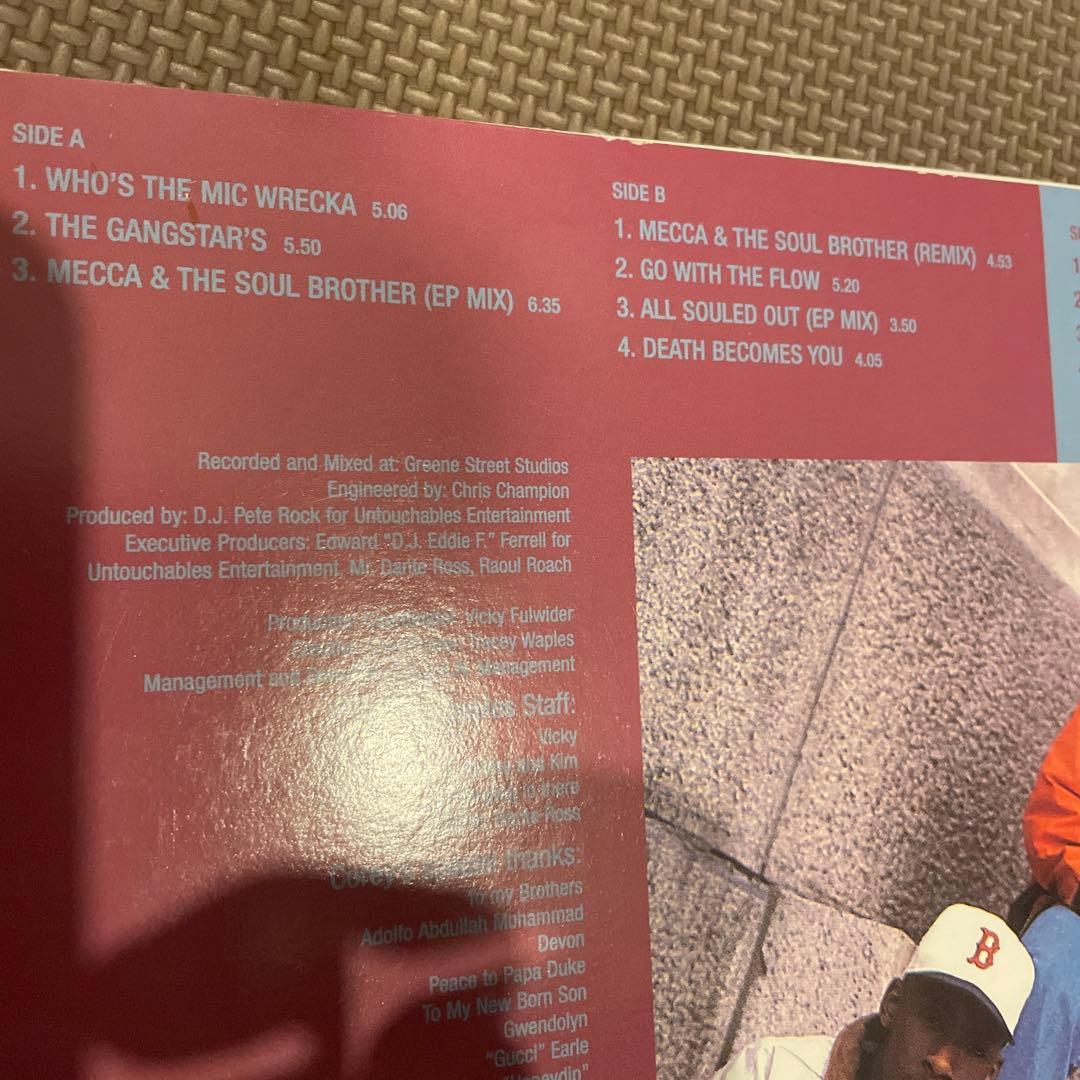 SIDE A
1. WHO'S THE MIC WRECKA 5.06
2. THE GANGSTAR'S 5.50
3. MECCA & THE SOUL BROTHER (EP MIX) 6.35
SIDE B
1. MECCA & THE SOUL BROTHER (REMIX) 4.53
2. GO WITH THE FLOW 5.20
3. ALL SOULED OUT (EP MIX) 3.50
4. DEATH BECOMES YOU 4.05
Recorded and Mixed at: Greene Street Studios
Engineered by: Chris Champion
Produced by: D.J. Pete Rock for Untouchables Entertainment
Executive Producers: Edward "D.J. Eddie F." Ferrell for
Untouchables Entertainment, Mr. Dante Ross, Raoul Roach
Vicky Fulwider
Tracey Waples
Management and Management
Staff:
Vicky
and Kim
there
Dante Ross
thanks:
To my Brothers
Adolfo Abdullah Muhammad
Devon
Peace to Papa Duke
To My New Born Son
Gwendolyn
"Gucci" Earle
B